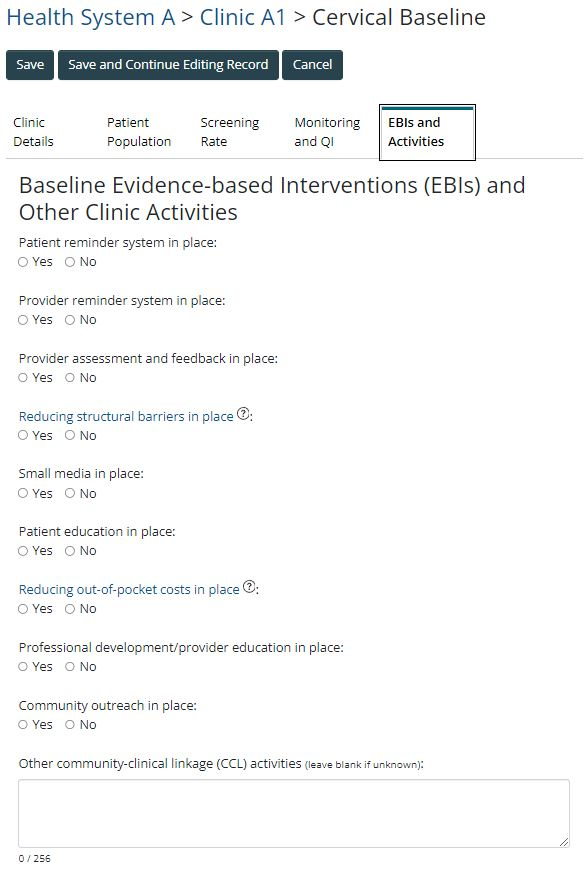 Health System A > Clinic A1 > Cervical Baseline
Save Save and Continue Editing Record Cancel
Clinic Details Patient Population Screening Rate Monitoring and QI EBIs and Activities
Baseline Evidence-based Interventions (EBIs) and
Other Clinic Activities
Patient reminder system in place:
Yes No
Provider reminder system in place:
Yes No
Provider assessment and feedback in place:
Yes No
Reducing structural barriers in place ?:
Yes No
Small media in place:
Yes No
Patient education in place:
Yes No
Reducing out-of-pocket costs in place ?:
Yes No
Professional development/provider education in place:
Yes No
Community outreach in place:
Yes No
Other community-clinical linkage (CCL) activities (leave blank if unknown):
0 / 256